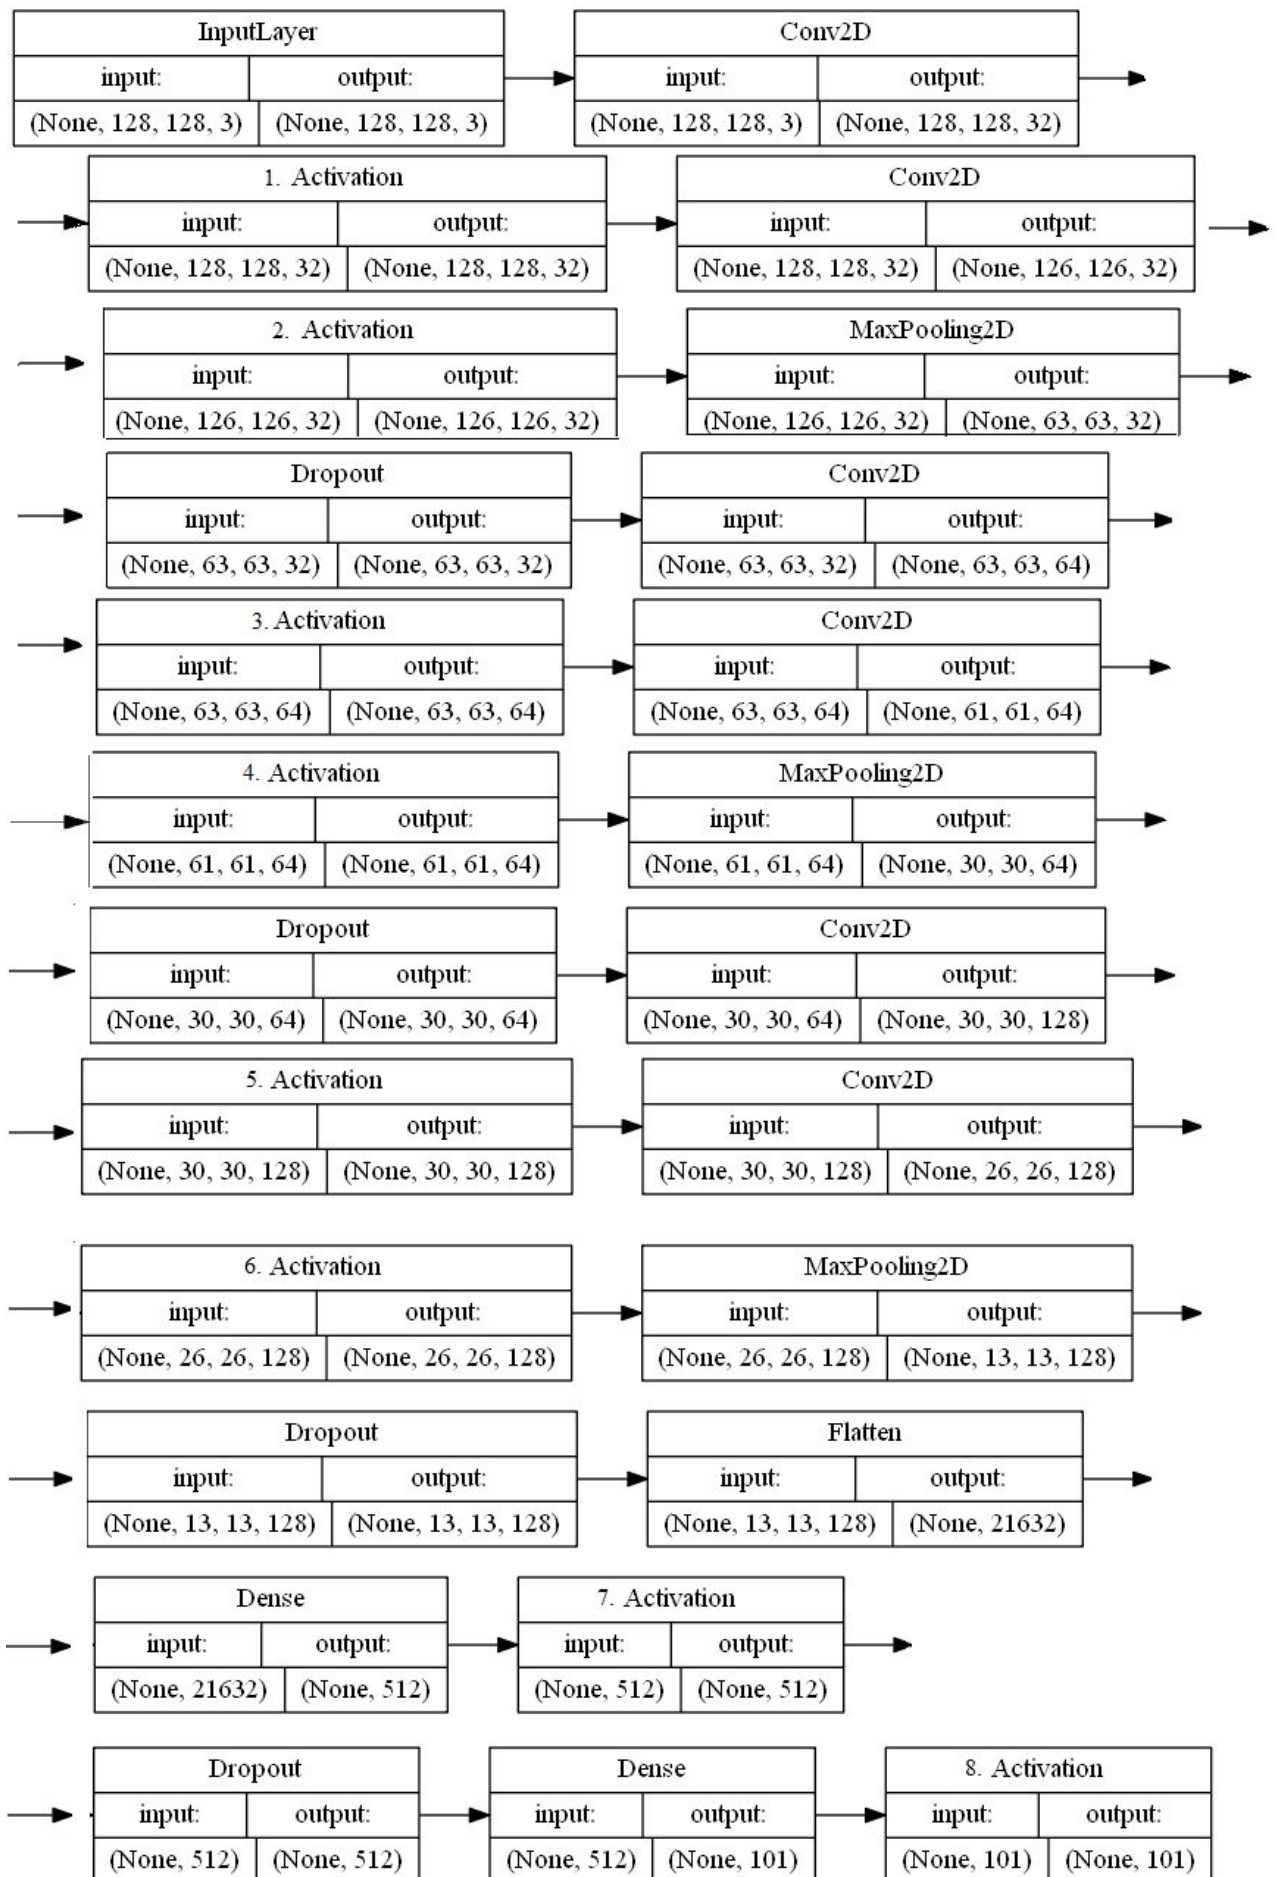 InputLayer Conv2D
input: output: input: output:
(None, 128, 128, 3) (None, 128, 128, 3) (None, 128, 128, 3) (None, 128, 128, 32)
1. Activation Conv2D
input: output: input: output:
(None, 128, 128, 32) (None, 128, 128, 32) (None, 128, 128, 32) (None, 126, 126, 32)
2. Activation MaxPooling2D
input: output: input: output:
(None, 126, 126, 32) (None, 126, 126, 32) (None, 126, 126, 32) (None, 63, 63, 32)
Dropout Conv2D
input: output: input: output:
(None, 63, 63, 32) (None, 63, 63, 32) (None, 63, 63, 32) (None, 63, 63, 64)
3. Activation Conv2D
input: output: input: output:
(None, 63, 63, 64) (None, 63, 63, 64) (None, 63, 63, 64) (None, 61, 61, 64)
4. Activation MaxPooling2D
input: output: input: output:
(None, 61, 61, 64) (None, 61, 61, 64) (None, 61, 61, 64) (None, 30, 30, 64)
Dropout Conv2D
input: output: input: output:
(None, 30, 30, 64) (None, 30, 30, 64) (None, 30, 30, 64) (None, 30, 30, 128)
5. Activation Conv2D
input: output: input: output:
(None, 30, 30, 128) (None, 30, 30, 128) (None, 30, 30, 128) (None, 26, 26, 128)
6. Activation MaxPooling2D
input: output: input: output:
(None, 26, 26, 128) (None, 26, 26, 128) (None, 26, 26, 128) (None, 13, 13, 128)
Dropout Flatten
input: output: input: output:
(None, 13, 13, 128) (None, 13, 13, 128) (None, 13, 13, 128) (None, 21632)
Dense 7. Activation
input: output: input: output:
(None, 21632) (None, 512) (None, 512) (None, 512)
Dropout Dense 8. Activation
input: output: input: output: input: output:
(None, 512) (None, 512) (None, 512) (None, 101) (None, 101) (None, 101)